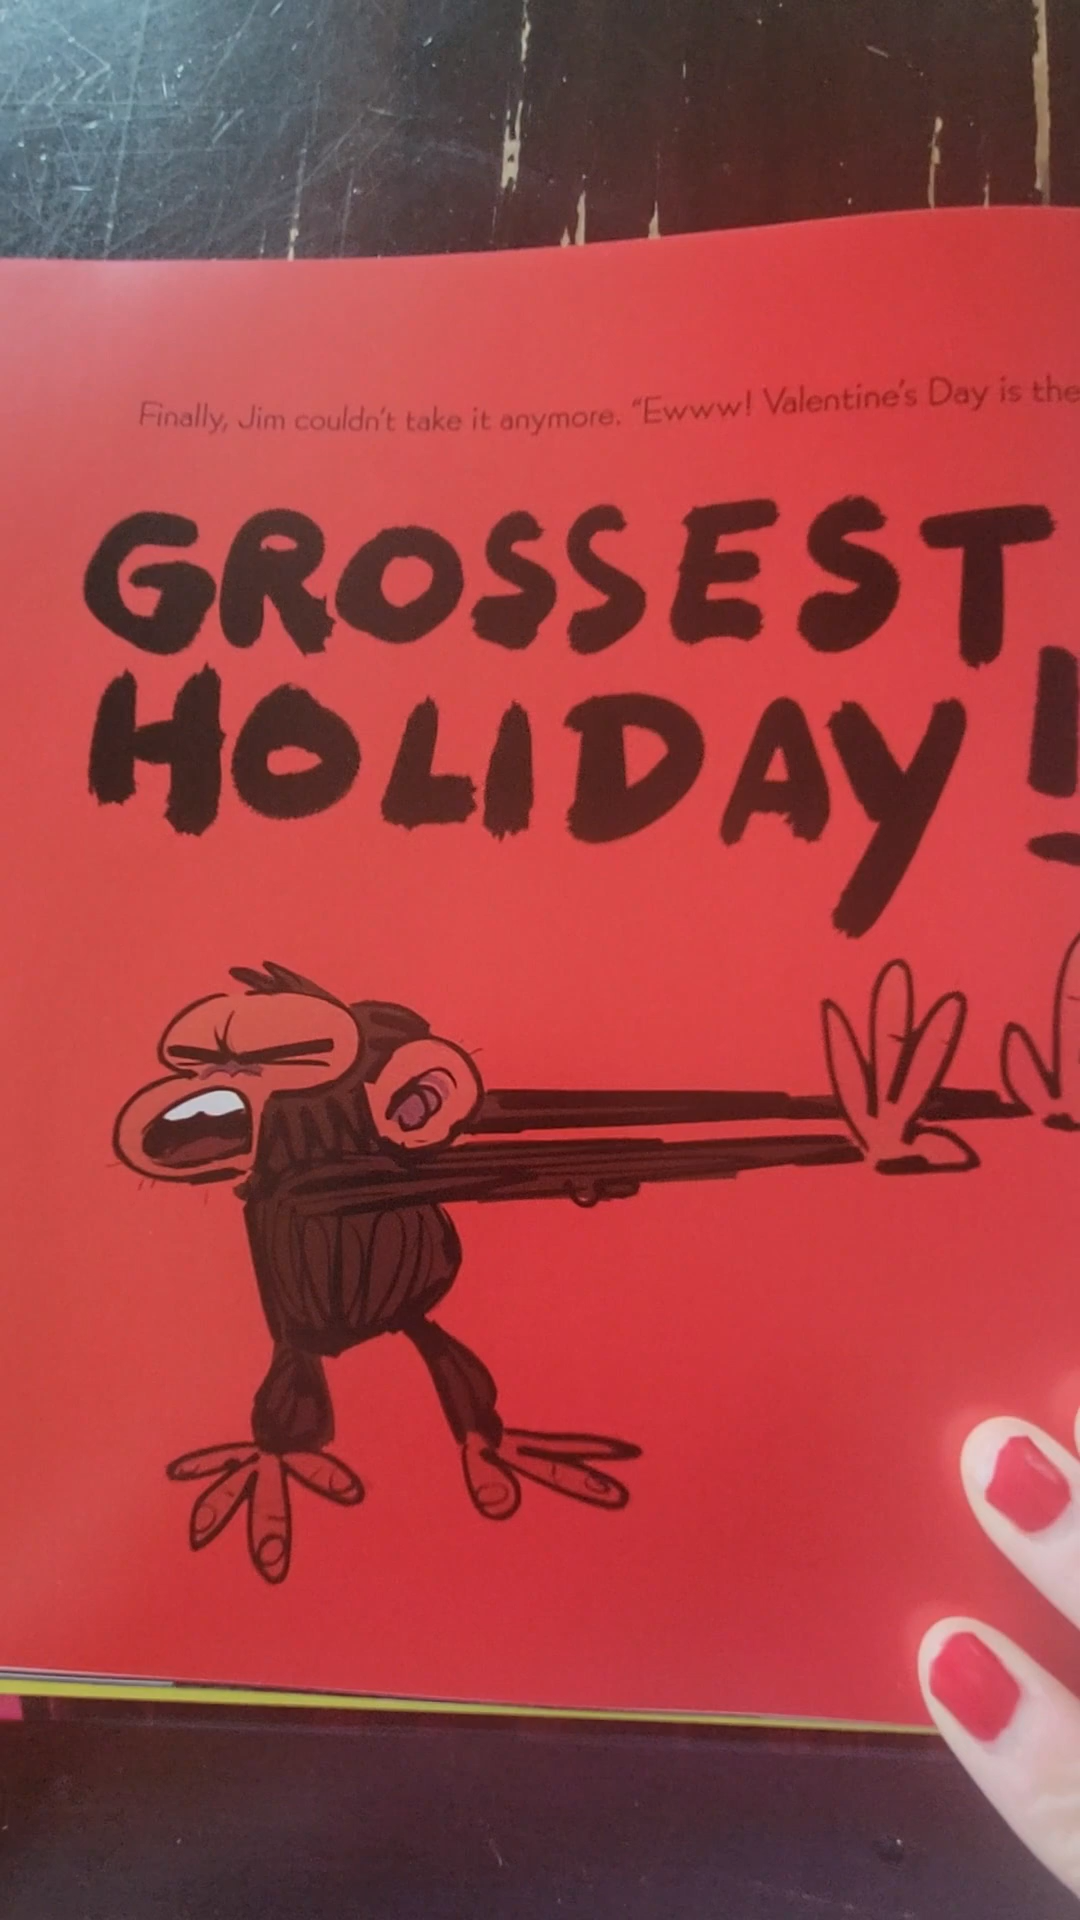 Finally, Jim couldn't take it anymore. "Ewww! Valentine's Day is the
GROSSEST
HOLIDAY!